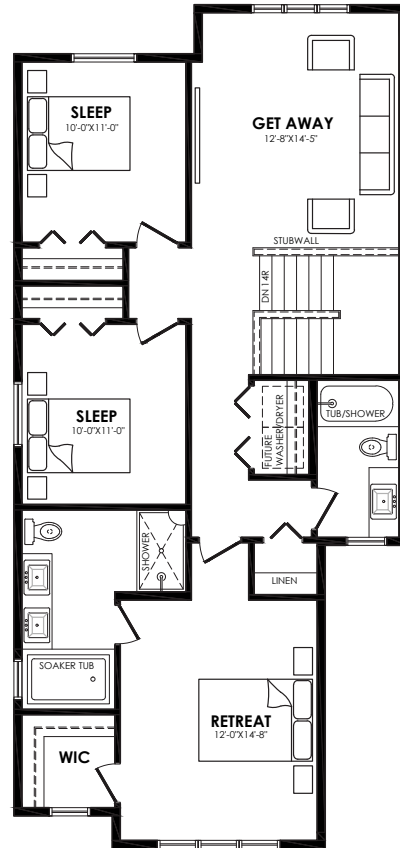 SLEEP
10'-0"X11'-0"
GET AWAY
12'-8"X14'-5"
STUBWALL
DN 14R
SLEEP
10'-0"X11'-0"
FUTURE
WASHER/DRYER
TUB/SHOWER
SHOWER
LINEN
SOAKER TUB
RETREAT
12'-0"X14'-8"
WIC